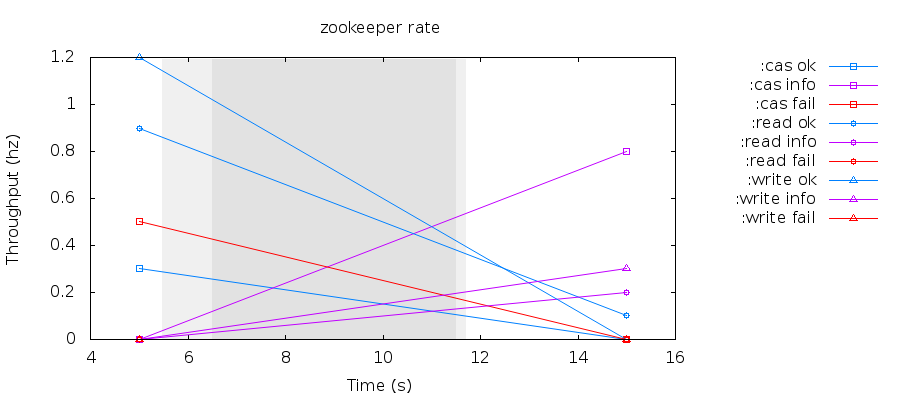 zookeeper rate
1.2
1
0.8
0.6
0.4
0.2
0
4 6 8 10 12 14 16
Throughput (hz)
Time (s)
:cas ok
:cas info
:cas fail
:read ok
:read info
:read fail
:write ok
:write info
:write fail